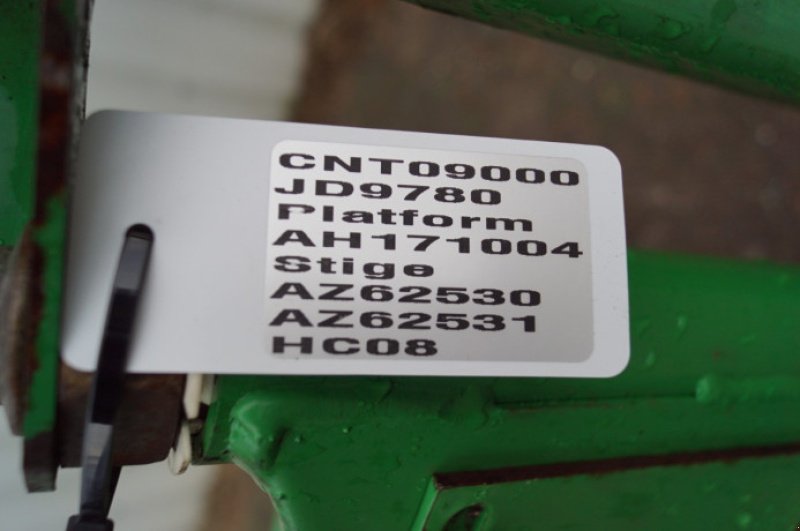 CNT09000
JD9780
Platform
AH171004
Stige
AZ62530
AZ62531
HC08